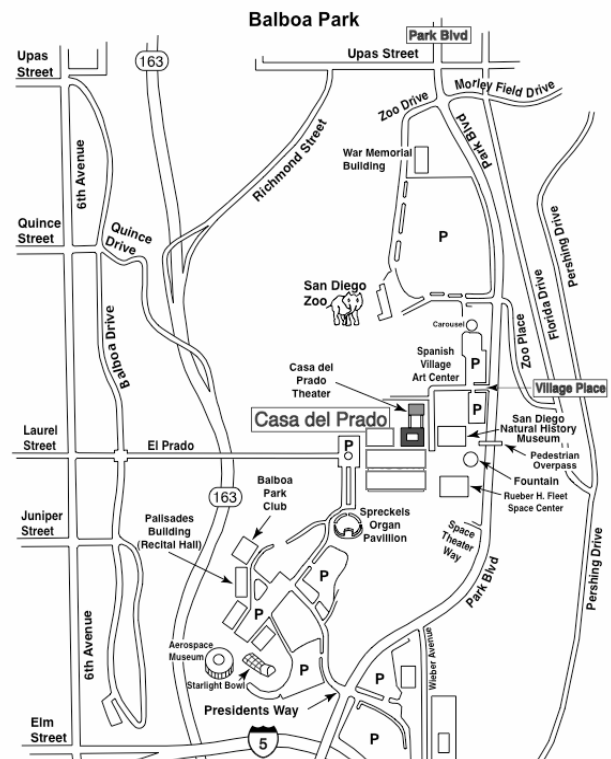 Balboa Park
Park Blvd
Upas Street
Upas
Street
163
Morley Field Drive
Zoo Drive
Park Blvd
Richmond Street
War Memorial
Building
6th Avenue
P
Quince
Street
Quince
Drive
Pershing Drive
Florida Drive
San Diego
Zoo
Balboa Drive
Carousel
Zoo Place
Spanish
Village
Art Center
P
Casa del
Prado
Theater
Village Place
P
Casa del Prado
San Diego
Natural History
Museum
Laurel
Street
El Prado
P
Pedestrian
Overpass
Fountain
163
Balboa
Park
Club
Rueber H. Fleet
Space Center
Juniper
Street
Palisades
Building
(Recital Hall)
Spreckels
Organ
Pavillion
Space
Theater
Way
Park Blvd
Pershing Drive
P
P
6th Avenue
Aerospace
Museum
Starlight Bowl
P
P
Wieber Avenue
Presidents Way
Elm
Street
5
P